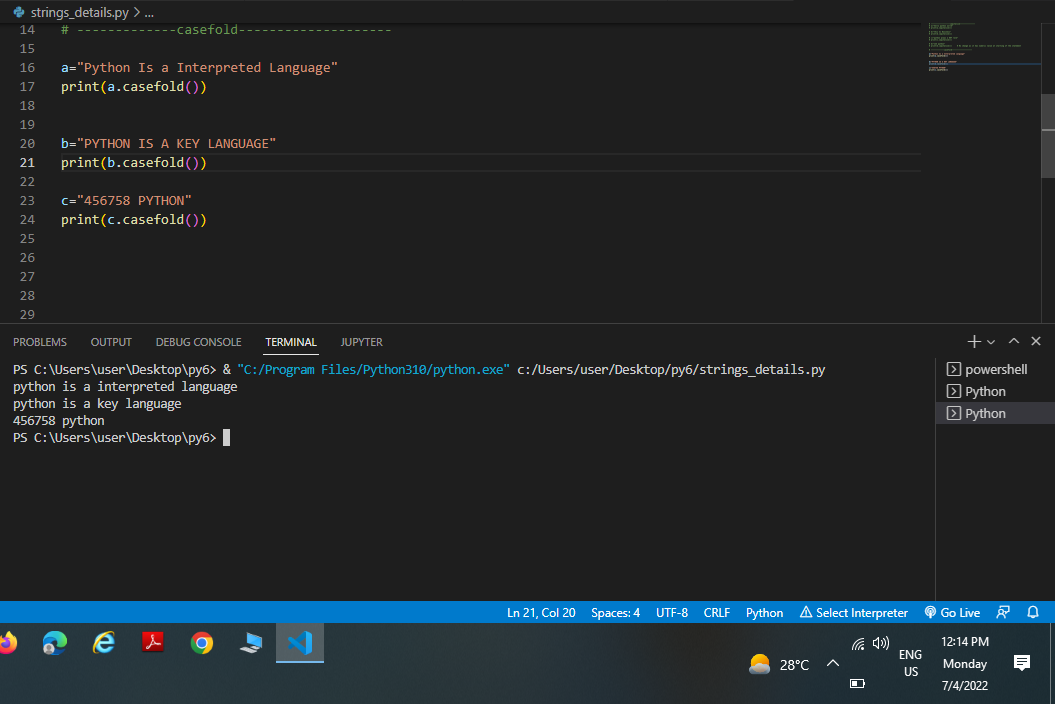 strings_details.py > ...
14 # -------------casefold--------------------
15
16 a="Python Is a Interpreted Language"
17 print(a.casefold())
18
19
20 b="PYTHON IS A KEY LANGUAGE"
21 print(b.casefold())
22
23 c="456758 PYTHON"
24 print(c.casefold())
25
26
27
28
29
PROBLEMS OUTPUT DEBUG CONSOLE TERMINAL JUPYTER
PS C:\Users\user\Desktop\py6> & "C:/Program Files/Python310/python.exe" c:/Users/user/Desktop/py6/strings_details.py
python is a interpreted language
python is a key language
456758 python
PS C:\Users\user\Desktop\py6>
powershell
Python
Python
Ln 21, Col 20 Spaces: 4 UTF-8 CRLF Python Select Interpreter Go Live
28°C
ENG
US
12:14 PM
Monday
7/4/2022